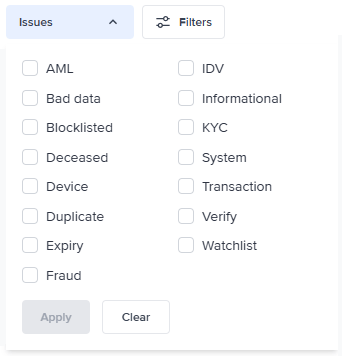 Issues
Filters
AML
IDV
Bad data
Informational
Blocklisted
KYC
Deceased
System
Device
Transaction
Duplicate
Verify
Expiry
Watchlist
Fraud
Apply
Clear